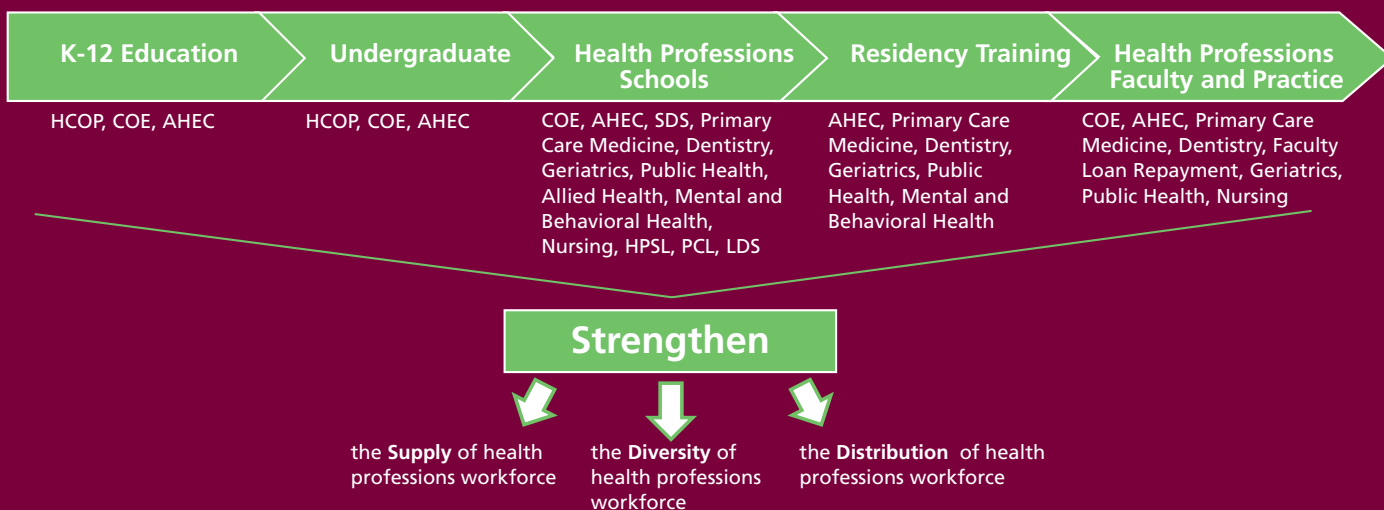 K-12 Education
Undergraduate
Health Professions
Schools
Residency Training
Health Professions
Faculty and Practice
HCOP, COE, AHEC
HCOP, COE, AHEC
COE, AHEC, SDS, Primary
Care Medicine, Dentistry,
Geriatrics, Public Health,
Allied Health, Mental and
Behavioral Health,
Nursing, HPSL, PCL, LDS
AHEC, Primary Care
Medicine, Dentistry,
Geriatrics, Public
Health, Mental and
Behavioral Health
COE, AHEC, Primary Care
Medicine, Dentistry, Faculty
Loan Repayment, Geriatrics,
Public Health, Nursing
Strengthen
the Supply of health
professions workforce
the Diversity of
health professions
workforce
the Distribution of health
professions workforce